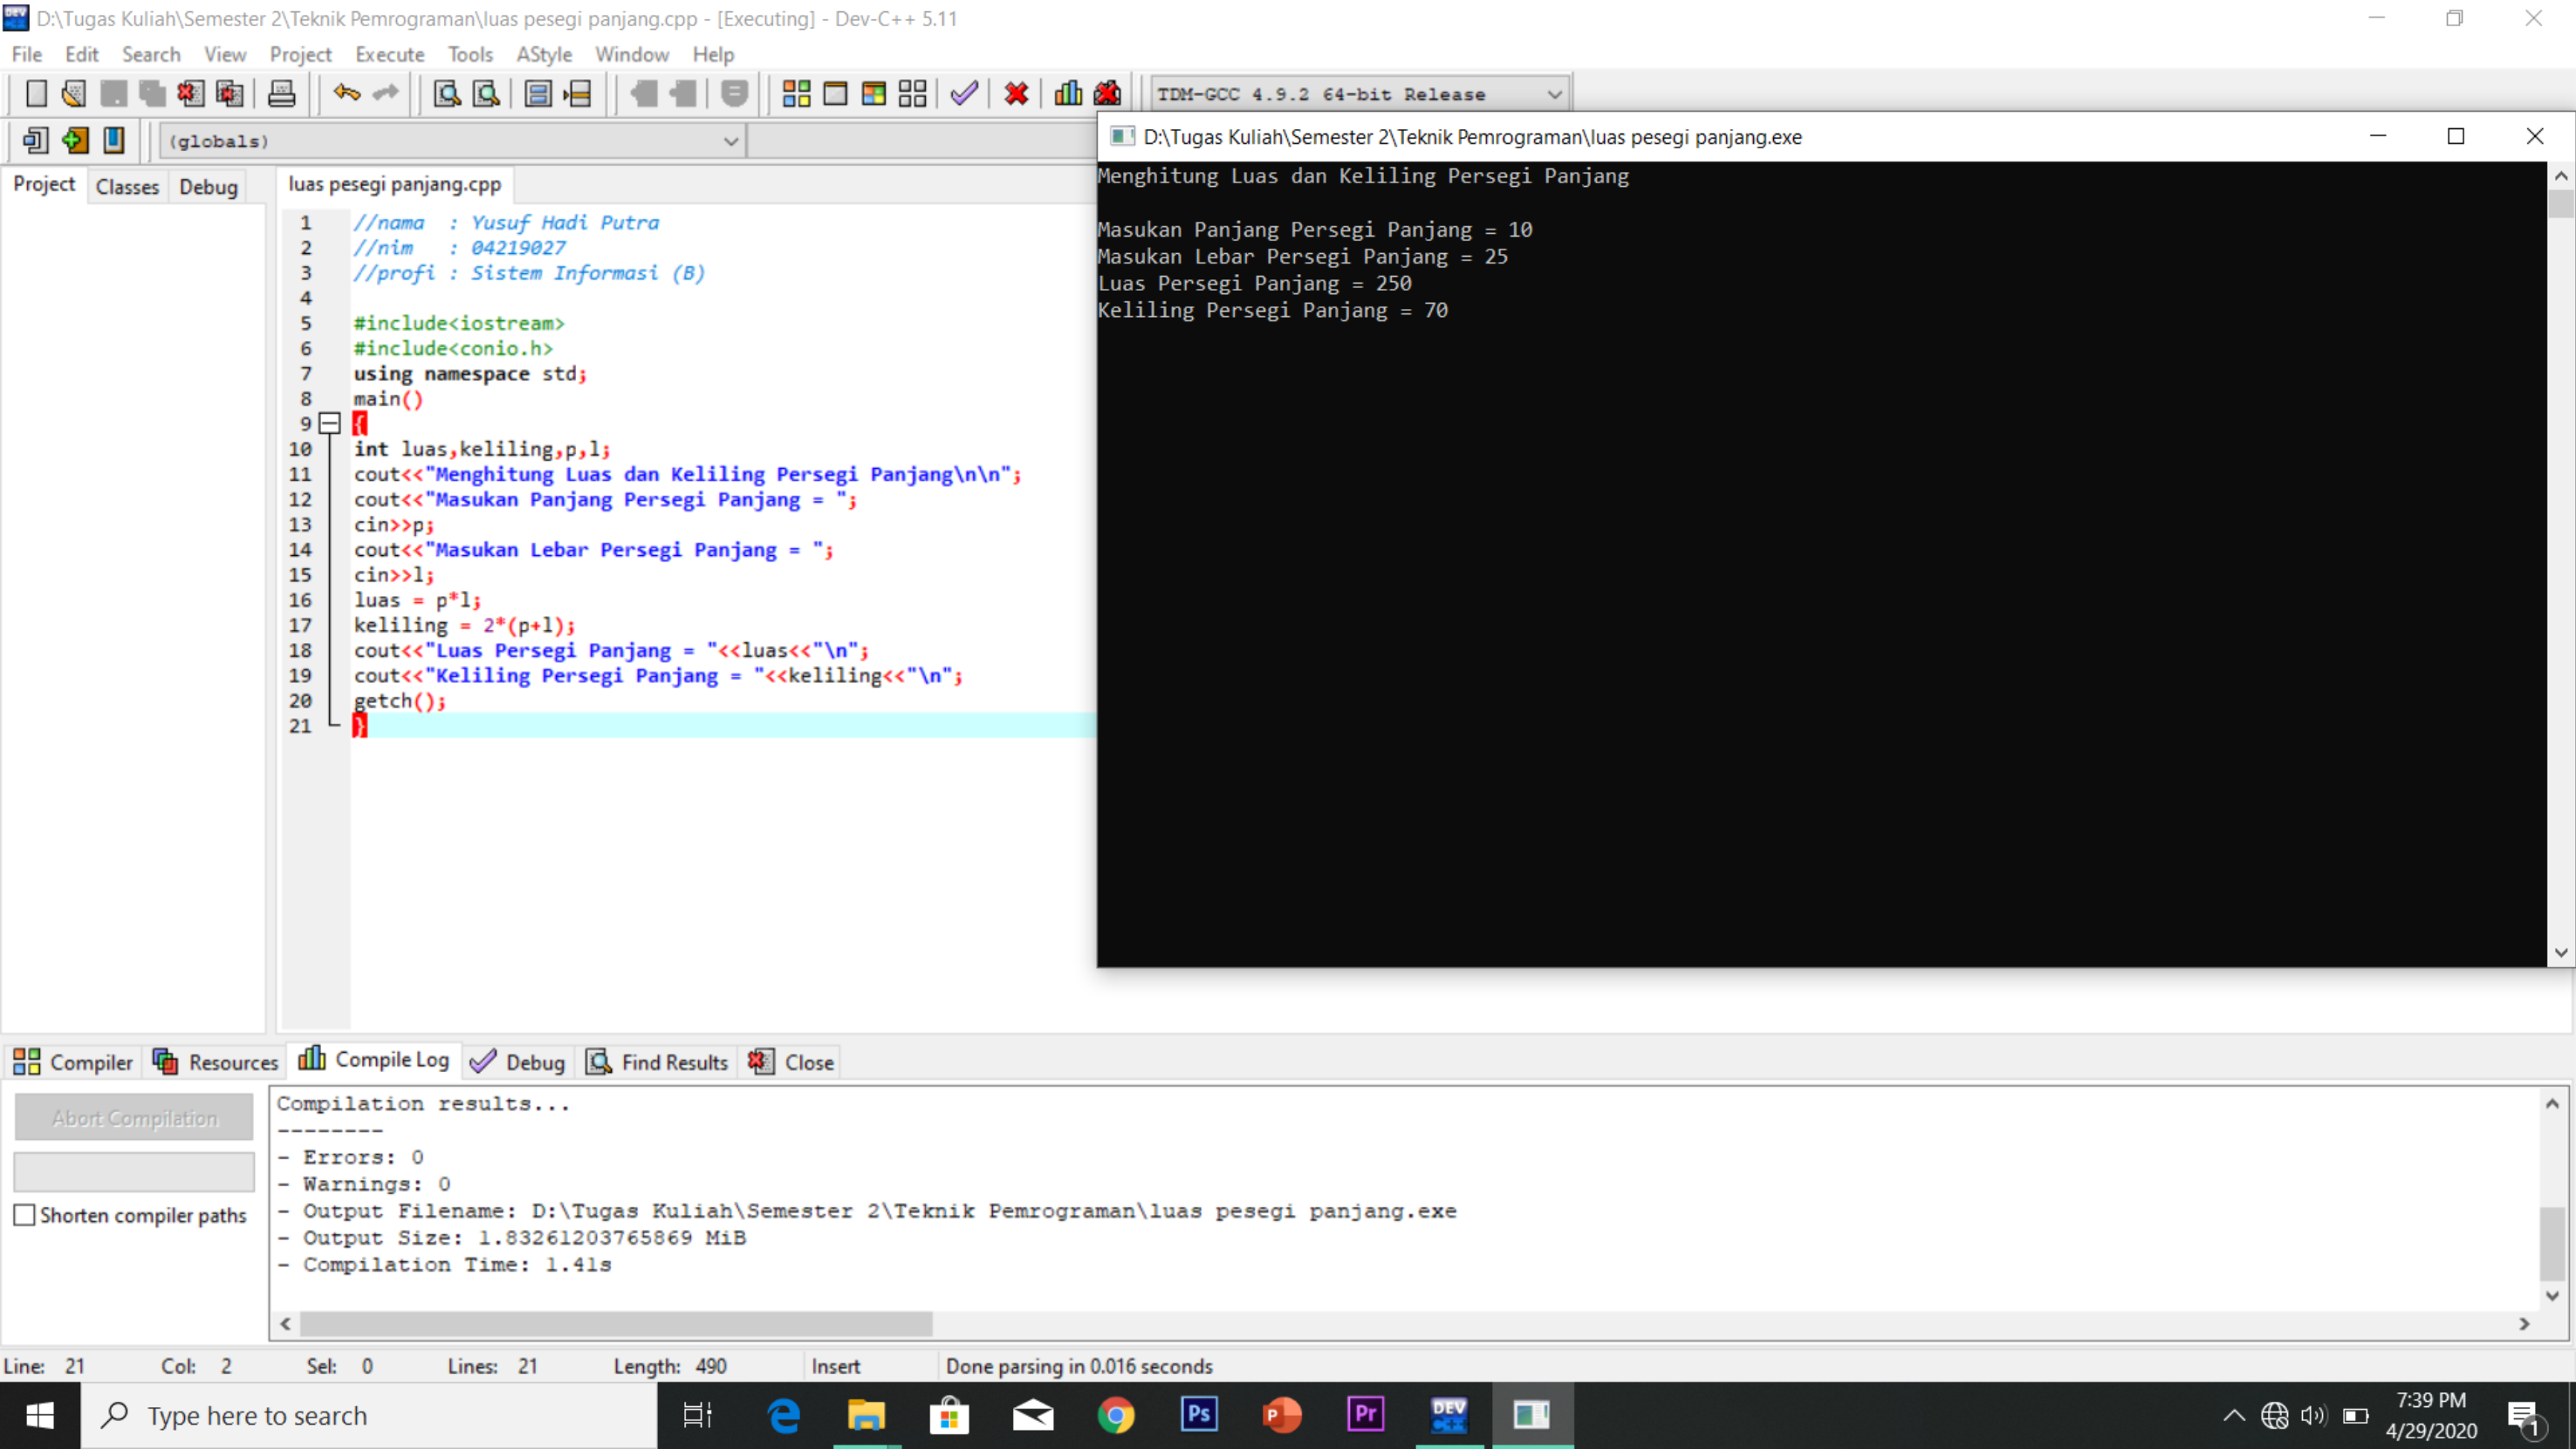 D:\Tugas Kuliah\Semester 2\Teknik Pemrograman\luas pesegi panjang.cpp - [Executing] - Dev-C++ 5.11
File Edit Search View Project Execute Tools AStyle Window Help
TDM-GCC 4.9.2 64-bit Release
(globals)
Project Classes Debug
luas pesegi panjang.cpp
1 //nama  : Yusuf Hadi Putra
2 //nim   : 04219027
3 //profi : Sistem Informasi (B)
4
5 #include<iostream>
6 #include<conio.h>
7 using namespace std;
8 main()
9 {
10 int luas,keliling,p,l;
11 cout<<"Menghitung Luas dan Keliling Persegi Panjang\n\n";
12 cout<<"Masukan Panjang Persegi Panjang = ";
13 cin>>p;
14 cout<<"Masukan Lebar Persegi Panjang = ";
15 cin>>l;
16 luas = p*l;
17 keliling = 2*(p+l);
18 cout<<"Luas Persegi Panjang = "<<luas<<"\n";
19 cout<<"Keliling Persegi Panjang = "<<keliling<<"\n";
20 getch();
21 }
D:\Tugas Kuliah\Semester 2\Teknik Pemrograman\luas pesegi panjang.exe
Menghitung Luas dan Keliling Persegi Panjang
Masukan Panjang Persegi Panjang = 10
Masukan Lebar Persegi Panjang = 25
Luas Persegi Panjang = 250
Keliling Persegi Panjang = 70
Compiler Resources Compile Log Debug Find Results Close
Abort Compilation
Shorten compiler paths
Compilation results...
--------
- Errors: 0
- Warnings: 0
- Output Filename: D:\Tugas Kuliah\Semester 2\Teknik Pemrograman\luas pesegi panjang.exe
- Output Size: 1.83261203765869 MiB
- Compilation Time: 1.41s
Line: 21 Col: 2 Sel: 0 Lines: 21 Length: 490 Insert Done parsing in 0.016 seconds
Type here to search
Ps
P
Pr
DEV C++
7:39 PM
4/29/2020
1